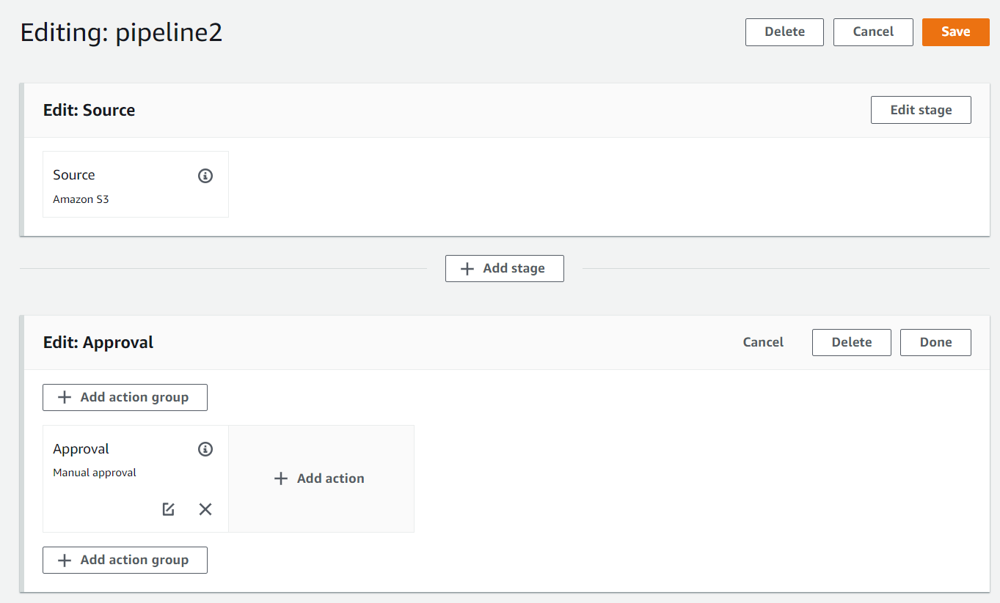 Editing: pipeline2
Delete
Cancel
Save
Edit: Source
Edit stage
Source
Amazon S3
Add stage
Edit: Approval
Cancel
Delete
Done
Add action group
Approval
Manual approval
Add action
Add action group